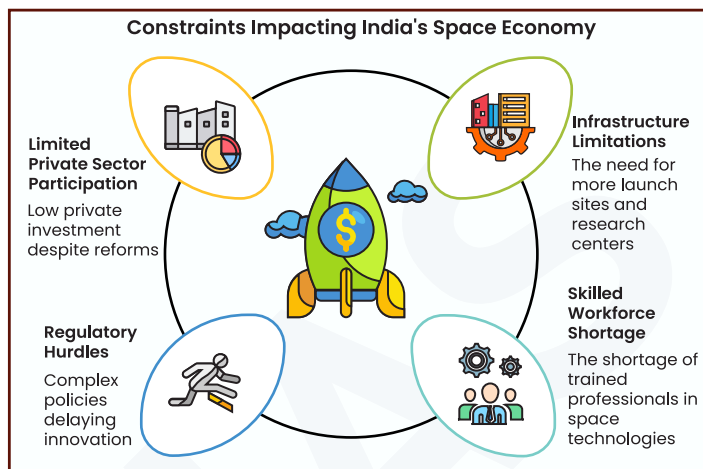 Constraints Impacting India's Space Economy
Limited
Private Sector
Participation
Low private
investment
despite reforms
Infrastructure
Limitations
The need for
more launch
sites and
research
centers
$
Regulatory
Hurdles
Complex
policies
delaying
innovation
Skilled
Workforce
Shortage
The shortage of
trained
professionals in
space
technologies